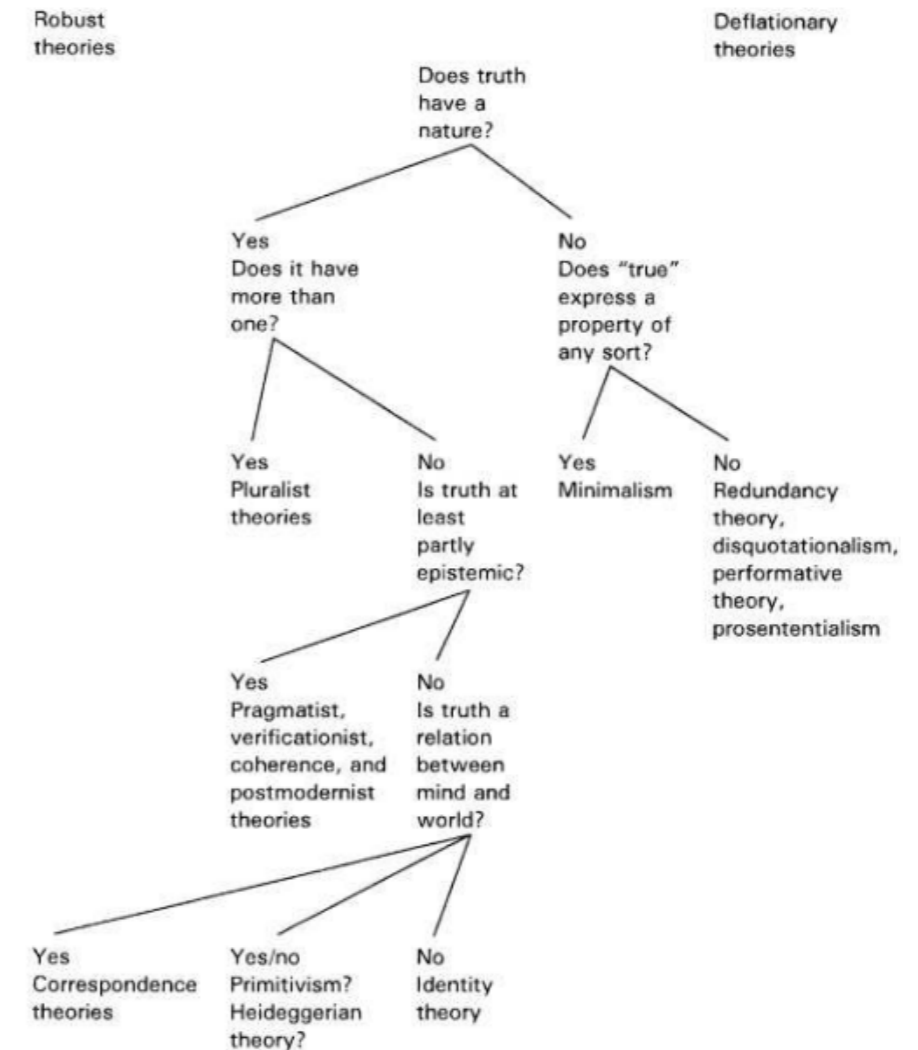 Robust
theories
Deflationary
theories
Does truth
have a
nature?
Yes
Does it have
more than
one?
No
Does "true"
express a
property of
any sort?
Yes
Pluralist
theories
No
Is truth at
least
partly
epistemic?
Yes
Minimalism
No
Redundancy
theory,
disquotationalism,
performative
theory,
prosententialism
Yes
Pragmatist,
verificationist,
coherence, and
postmodernist
theories
No
Is truth a
relation
between
mind and
world?
Yes
Correspondence
theories
Yes/no
Primitivism?
Heideggerian
theory?
No
Identity
theory